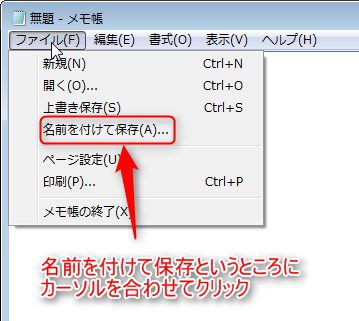 無題 - メモ帳
ファイル(F) 編集(E) 書式(O) 表示(V) ヘルプ(H)
新規(N) Ctrl+N
開く(O)... Ctrl+O
上書き保存(S) Ctrl+S
名前を付けて保存(A)...
ページ設定(U)
印刷(P)... Ctrl+P
メモ帳の終了(X)
名前を付けて保存というところに
カーソルを合わせてクリック